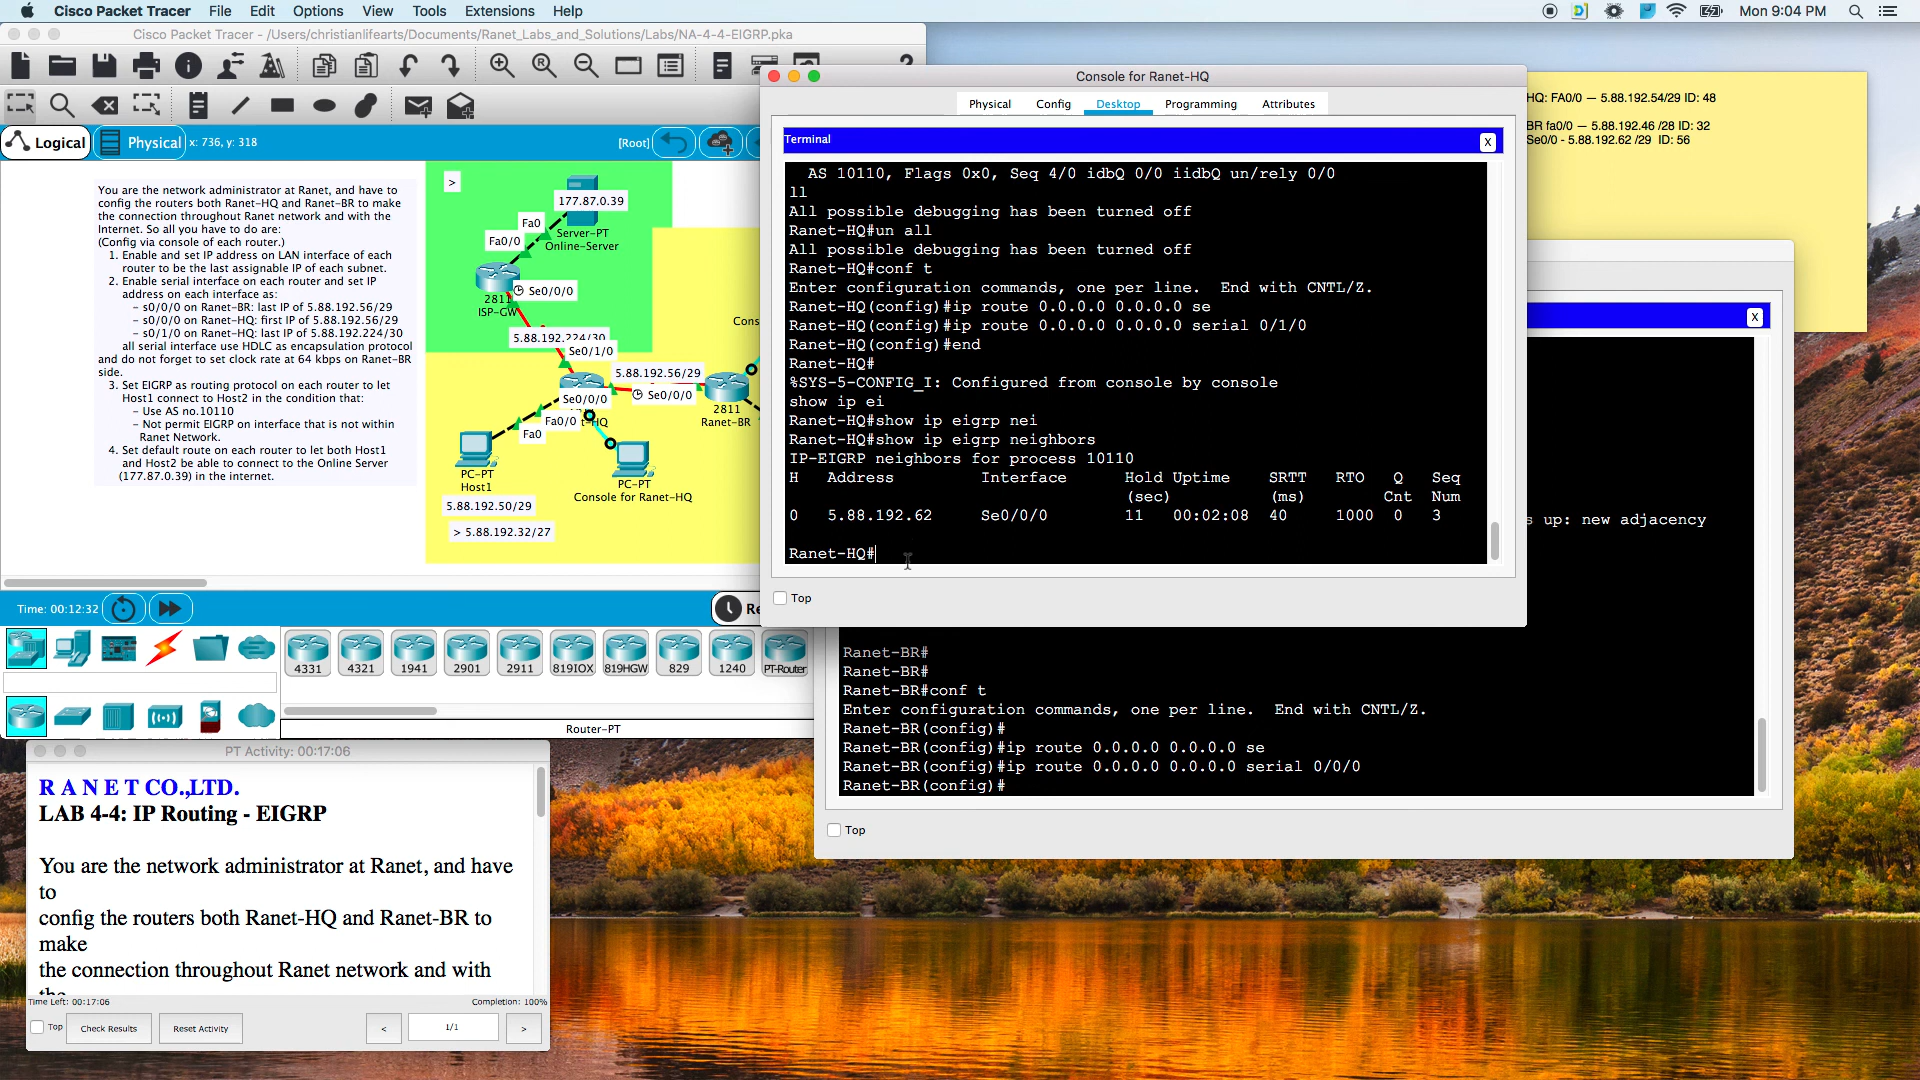 Cisco Packet Tracer File Edit Options View Tools Extensions Help
Mon 9:04 PM
Cisco Packet Tracer - /Users/christianlifearts/Documents/Ranet_Labs_and_Solutions/Labs/NA-4-4-EIGRP.pka
Logical
Physical
x: 736, y: 318
[Root]
You are the network administrator at Ranet, and have to
config the routers both Ranet-HQ and Ranet-BR to make
the connection throughout Ranet network and with the
Internet. So all you have to do are:
(Config via console of each router.)
1. Enable and set IP address on LAN interface of each
router to be the last assignable IP of each subnet.
2. Enable serial interface on each router and set IP
address on each interface as:
- s0/0/0 on Ranet-BR: last IP of 5.88.192.56/29
- s0/0/0 on Ranet-HQ: first IP of 5.88.192.56/29
- s0/1/0 on Ranet-HQ: last IP of 5.88.192.224/30
all serial interface use HDLC as encapsulation protocol
and do not forget to set clock rate at 64 kbps on Ranet-BR
side.
3. Set EIGRP as routing protocol on each router to let
Host1 connect to Host2 in the condition that:
- Use AS no.10110
- Not permit EIGRP on interface that is not within
Ranet Network.
4. Set default route on each router to let both Host1
and Host2 be able to connect to the Online Server
(177.87.0.39) in the internet.
>
177.87.0.39
Fa0
Server-PT
Online-Server
Fa0/0
Se0/0/0
2811
ISP-GW
Cons
5.88.192.224/30
Se0/1/0
5.88.192.56/29
Se0/0/0
Se0/0/0
2811
Ranet-BR
Fa0/0
t-HQ
Fa0
PC-PT
Host1
PC-PT
Console for Ranet-HQ
5.88.192.50/29
> 5.88.192.32/27
Time: 00:12:32
Re
4331 4321 1941 2901 2911 819IOX 819HGW 829 1240 PT-Router
Router-PT
Console for Ranet-HQ
Physical Config Desktop Programming Attributes
Terminal
X
AS 10110, Flags 0x0, Seq 4/0 idbQ 0/0 iidbQ un/rely 0/0
ll
All possible debugging has been turned off
Ranet-HQ#un all
All possible debugging has been turned off
Ranet-HQ#conf t
Enter configuration commands, one per line. End with CNTL/Z.
Ranet-HQ(config)#ip route 0.0.0.0 0.0.0.0 se
Ranet-HQ(config)#ip route 0.0.0.0 0.0.0.0 serial 0/1/0
Ranet-HQ(config)#end
Ranet-HQ#
%SYS-5-CONFIG_I: Configured from console by console
show ip ei
Ranet-HQ#show ip eigrp nei
Ranet-HQ#show ip eigrp neighbors
IP-EIGRP neighbors for process 10110
H Address Interface Hold Uptime SRTT RTO Q Seq
(sec) (ms) Cnt Num
0 5.88.192.62 Se0/0/0 11 00:02:08 40 1000 0 3
Ranet-HQ#
Top
HQ: FA0/0 — 5.88.192.54/29 ID: 48
BR fa0/0 — 5.88.192.46 /28 ID: 32
Se0/0 - 5.88.192.62 /29 ID: 56
X
s up: new adjacency
Ranet-BR#
Ranet-BR#
Ranet-BR#conf t
Enter configuration commands, one per line. End with CNTL/Z.
Ranet-BR(config)#
Ranet-BR(config)#ip route 0.0.0.0 0.0.0.0 se
Ranet-BR(config)#ip route 0.0.0.0 0.0.0.0 serial 0/0/0
Ranet-BR(config)#
Top
PT Activity: 00:17:06
R A N E T CO.,LTD.
LAB 4-4: IP Routing - EIGRP
You are the network administrator at Ranet, and have
to
config the routers both Ranet-HQ and Ranet-BR to
make
the connection throughout Ranet network and with
the
Time Left: 00:17:06
Completion: 100%
Top
Check Results
Reset Activity
<
1/1
>